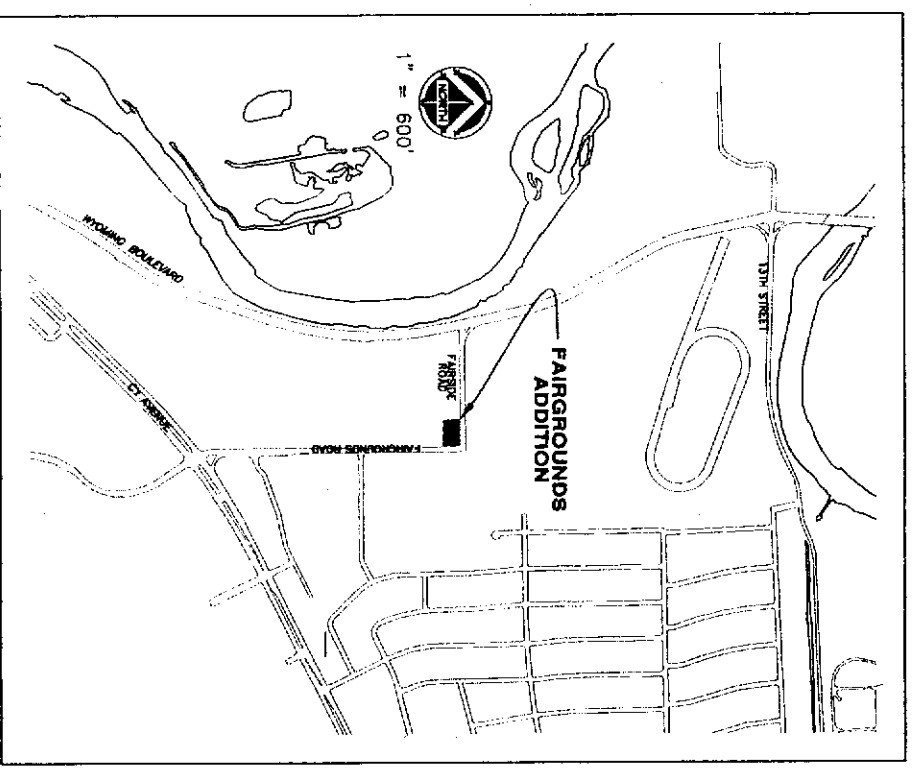 1" = 600'
NORTH
13TH STREET
WYOMING BOULEVARD
FAIRGROUNDS
ADDITION
FAIRSIDE
ROAD
FAIRGROUNDS ROAD
CY AVENUE